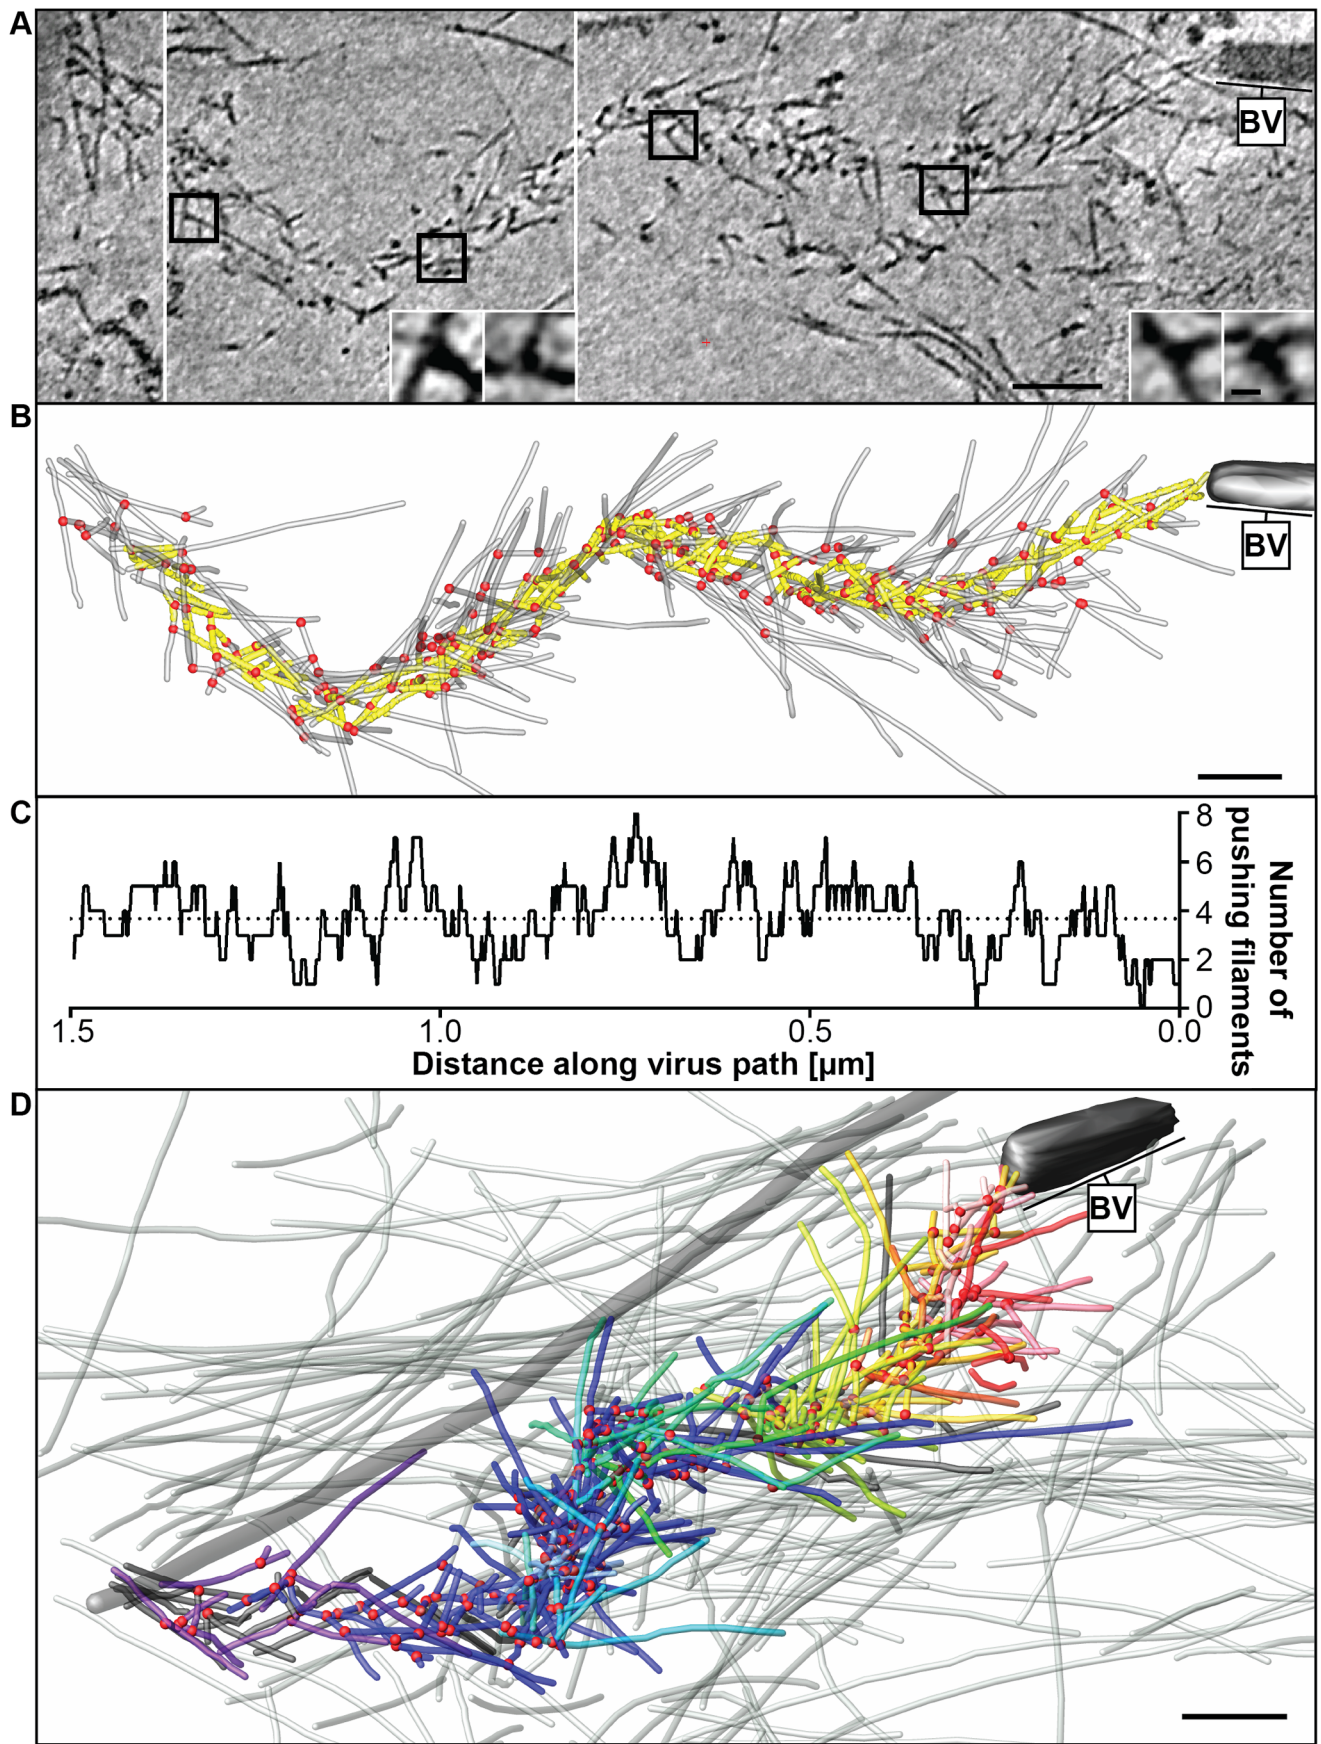 A
BV
B
BV
C
8
6
4
2
0
Number of
pushing filaments
1.5
1.0
0.5
0.0
Distance along virus path [µm]
D
BV